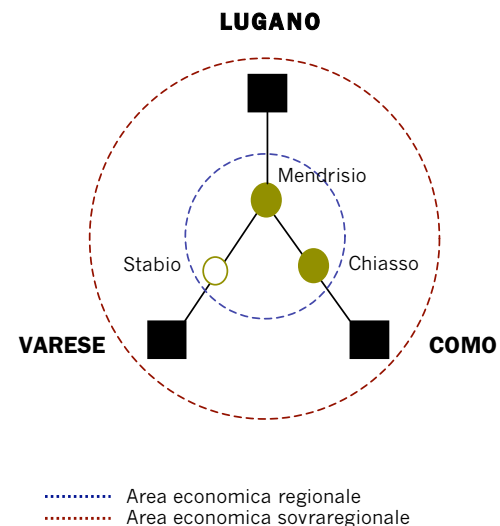 LUGANO
Mendrisio
Stabio
Chiasso
VARESE
COMO
Area economica regionale
Area economica sovraregionale